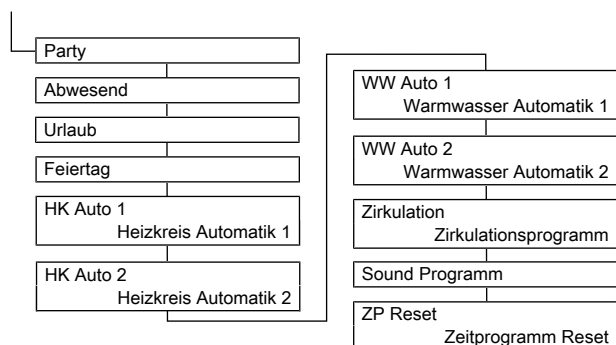 Party
Abwesend
Urlaub
Feiertag
HK Auto 1
Heizkreis Automatik 1
HK Auto 2
Heizkreis Automatik 2
WW Auto 1
Warmwasser Automatik 1
WW Auto 2
Warmwasser Automatik 2
Zirkulation
Zirkulationsprogramm
Sound Programm
ZP Reset
Zeitprogramm Reset